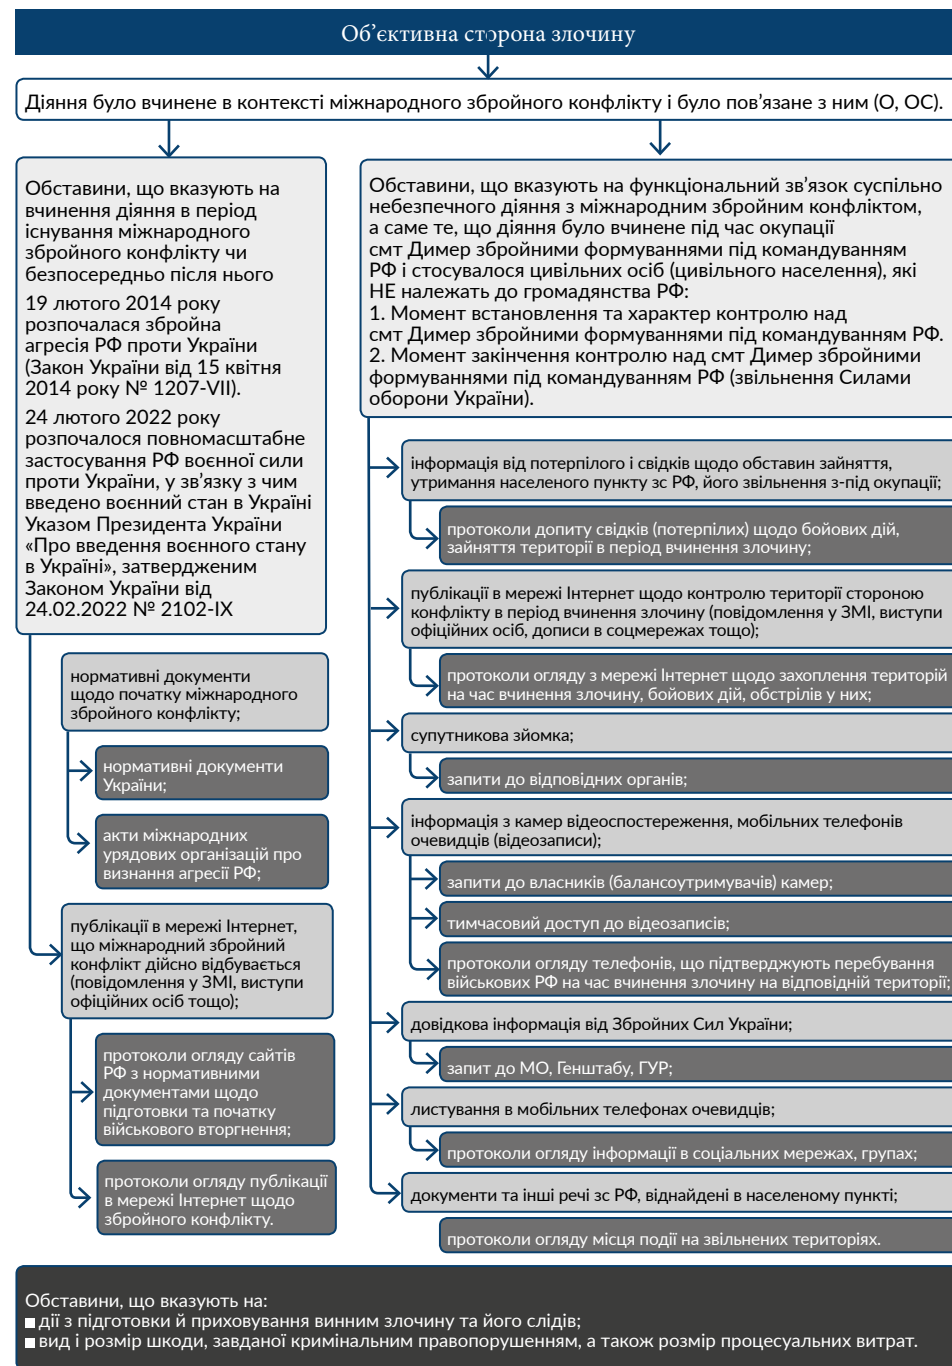 Об’єктивна сторона злочину
Діяння було вчинене в контексті міжнародного збройного конфлікту і було пов’язане з ним (О, ОС).
Обставини, що вказують на
вчинення діяння в період
існування міжнародного
збройного конфлікту чи
безпосередньо після нього
19 лютого 2014 року
розпочалася збройна
агресія РФ проти України
(Закон України від 15 квітня
2014 року № 1207-VII).
24 лютого 2022 року
розпочалося повномасштабне
застосування РФ воєнної сили
проти України, у зв’язку з чим
введено воєнний стан в Україні
Указом Президента України
«Про введення воєнного стану
в Україні», затвердженим
Законом України від
24.02.2022 № 2102-IX
нормативні документи
щодо початку міжнародного
збройного конфлікту;
нормативні документи
України;
акти міжнародних
урядових організацій про
визнання агресії РФ;
публікації в мережі Інтернет,
що міжнародний збройний
конфлікт дійсно відбувається
(повідомлення у ЗМІ, виступи
офіційних осіб тощо);
протоколи огляду сайтів
РФ з нормативними
документами щодо
підготовки та початку
військового вторгнення;
протоколи огляду публікації
в мережі Інтернет щодо
збройного конфлікту.
Обставини, що вказують на функціональний зв’язок суспільно
небезпечного діяння з міжнародним збройним конфліктом,
а саме те, що діяння було вчинене під час окупації
смт Димер збройними формуваннями під командуванням
РФ і стосувалося цивільних осіб (цивільного населення), які
НЕ належать до громадянства РФ:
1. Момент встановлення та характер контролю над
смт Димер збройними формуваннями під командуванням РФ.
2. Момент закінчення контролю над смт Димер збройними
формуваннями під командуванням РФ (звільнення Силами
оборони України).
інформація від потерпілого і свідків щодо обставин зайняття,
утримання населеного пункту зс РФ, його звільнення з-під окупації;
протоколи допиту свідків (потерпілих) щодо бойових дій,
зайняття території в період вчинення злочину;
публікації в мережі Інтернет щодо контролю території стороною
конфлікту в період вчинення злочину (повідомлення у ЗМІ, виступи
офіційних осіб, дописи в соцмережах тощо);
протоколи огляду з мережі Інтернет щодо захоплення територій
на час вчинення злочину, бойових дій, обстрілів у них;
супутникова зйомка;
запити до відповідних органів;
інформація з камер відеоспостереження, мобільних телефонів
очевидців (відеозаписи);
запити до власників (балансоутримувачів) камер;
тимчасовий доступ до відеозаписів;
протоколи огляду телефонів, що підтверджують перебування
військових РФ на час вчинення злочину на відповідній території;
довідкова інформація від Збройних Сил України;
запит до МО, Генштабу, ГУР;
листування в мобільних телефонах очевидців;
протоколи огляду інформації в соціальних мережах, групах;
документи та інші речі зс РФ, віднайдені в населеному пункті;
протоколи огляду місця події на звільнених територіях.
Обставини, що вказують на:
■ дії з підготовки й приховування винним злочину та його слідів;
■ вид і розмір шкоди, завданої кримінальним правопорушенням, а також розмір процесуальних витрат.